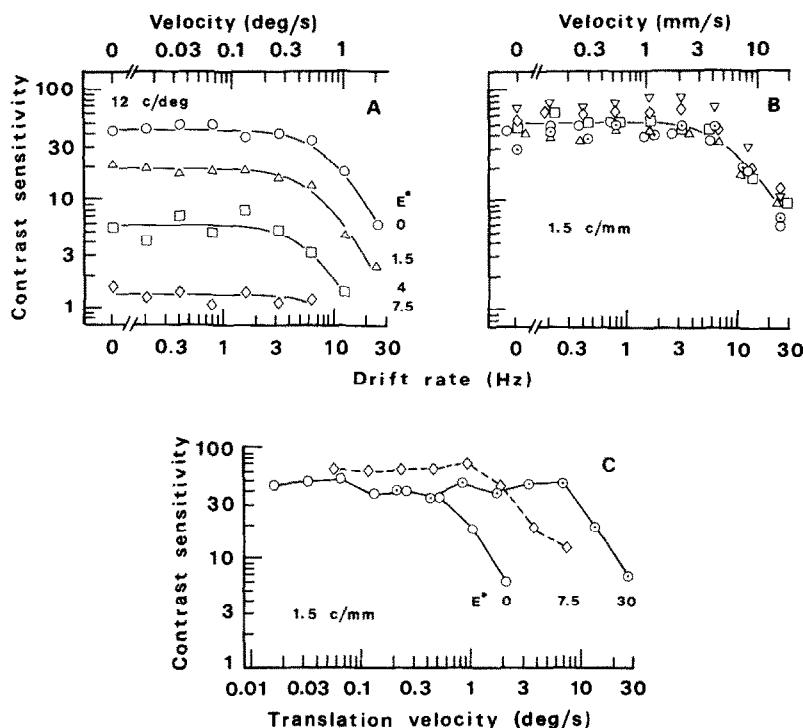 Velocity (deg/s)
0 0.03 0.1 0.3 1
Velocity (mm/s)
0 0.3 1 3 10
Contrast sensitivity
100
30
10
3
1
12 c/deg
A
E°
0
1.5
4
7.5
B
1.5 c/mm
0 0.3 1 3 10 30
0 0.3 1 3 10 30
Drift rate (Hz)
Contrast sensitivity
100
30
10
3
1
C
E° 0 7.5 30
1.5 c/mm
0.01 0.03 0.1 0.3 1 3 10 30
Translation velocity (deg/s)